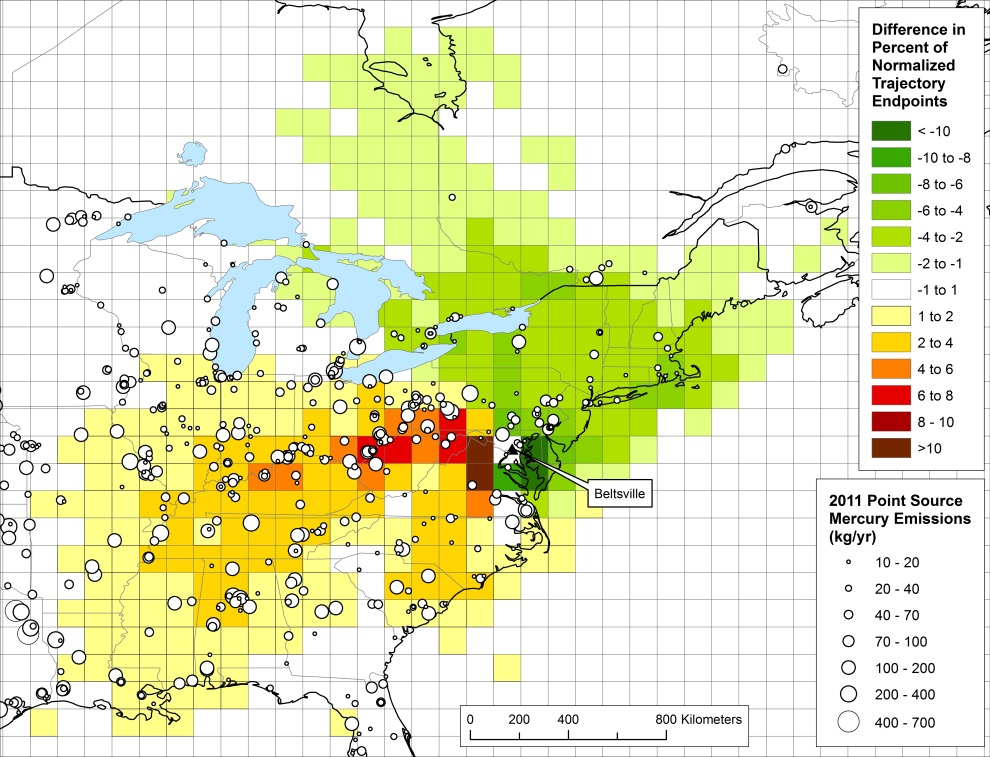 Difference in
Percent of
Normalized
Trajectory
Endpoints
< -10
-10 to -8
-8 to -6
-6 to -4
-4 to -2
-2 to -1
-1 to 1
1 to 2
2 to 4
4 to 6
6 to 8
8 - 10
>10
Beltsville
2011 Point Source
Mercury Emissions
(kg/yr)
10 - 20
20 - 40
40 - 70
70 - 100
100 - 200
200 - 400
400 - 700
0 200 400 800 Kilometers